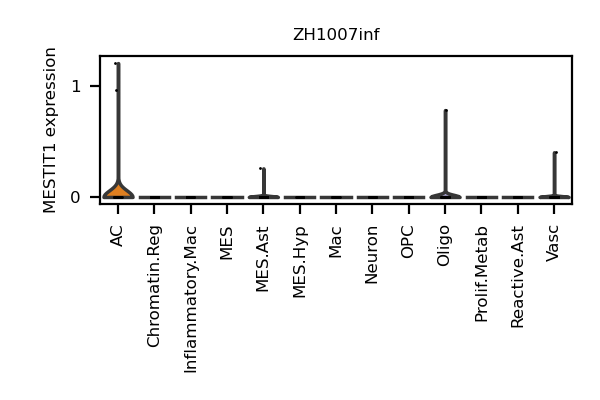 ZH1007inf
MESTIT1 expression
1
0
AC
Chromatin.Reg
Inflammatory.Mac
MES
MES.Ast
MES.Hyp
Mac
Neuron
OPC
Oligo
Prolif.Metab
Reactive.Ast
Vasc